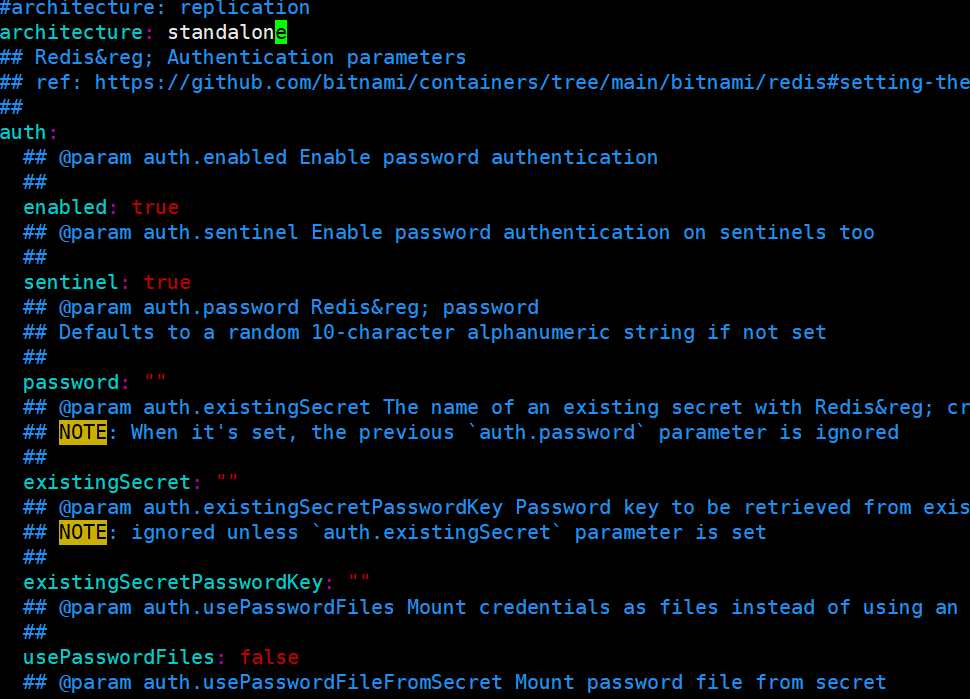 #architecture: replication
architecture: standalone
## Redis&reg; Authentication parameters
## ref: https://github.com/bitnami/containers/tree/main/bitnami/redis#setting-the
##
auth:
  ## @param auth.enabled Enable password authentication
  ##
  enabled: true
  ## @param auth.sentinel Enable password authentication on sentinels too
  ##
  sentinel: true
  ## @param auth.password Redis&reg; password
  ## Defaults to a random 10-character alphanumeric string if not set
  ##
  password: ""
  ## @param auth.existingSecret The name of an existing secret with Redis&reg; cr
  ## NOTE: When it's set, the previous `auth.password` parameter is ignored
  ##
  existingSecret: ""
  ## @param auth.existingSecretPasswordKey Password key to be retrieved from exis
  ## NOTE: ignored unless `auth.existingSecret` parameter is set
  ##
  existingSecretPasswordKey: ""
  ## @param auth.usePasswordFiles Mount credentials as files instead of using an
  ##
  usePasswordFiles: false
  ## @param auth.usePasswordFileFromSecret Mount password file from secret